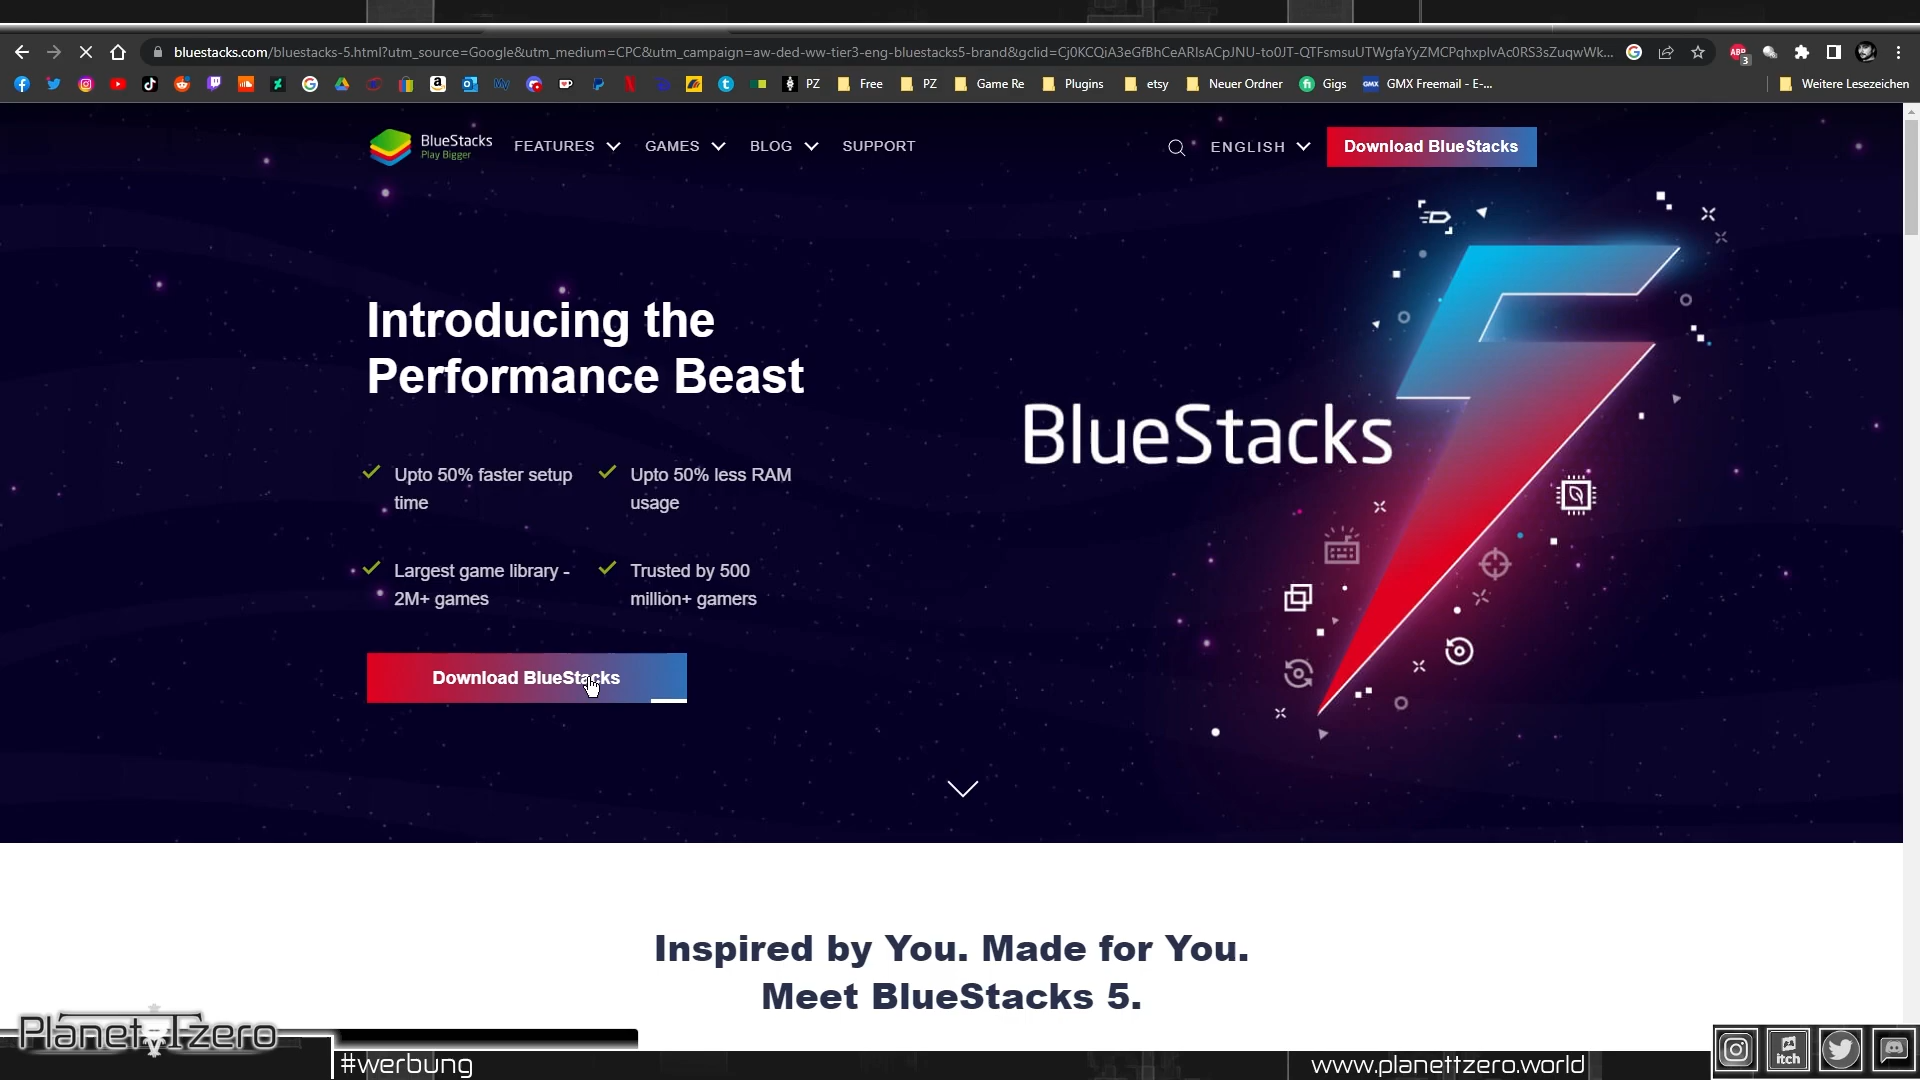 bluestacks.com/bluestacks-5.html?utm_source=Google&utm_medium=CPC&utm_campaign=aw-ded-ww-tier3-eng-bluestacks5-brand&gclid=
3
PZ Free PZ Game Re Plugins etsy Neuer Ordner Gigs GMX Freemail - E-... Weitere Lesezeichen
BlueStacks
Play Bigger
FEATURES GAMES BLOG SUPPORT
ENGLISH
Download BlueStacks
Introducing the
Performance Beast
Upto 50% faster setup
time
Upto 50% less RAM
usage
Largest game library -
2M+ games
Trusted by 500
million+ gamers
Download BlueStacks
BlueStacks 5
Inspired by You. Made for You.
Meet BlueStacks 5.
PlanetTzero
#werbung
www.planettzero.world
itch